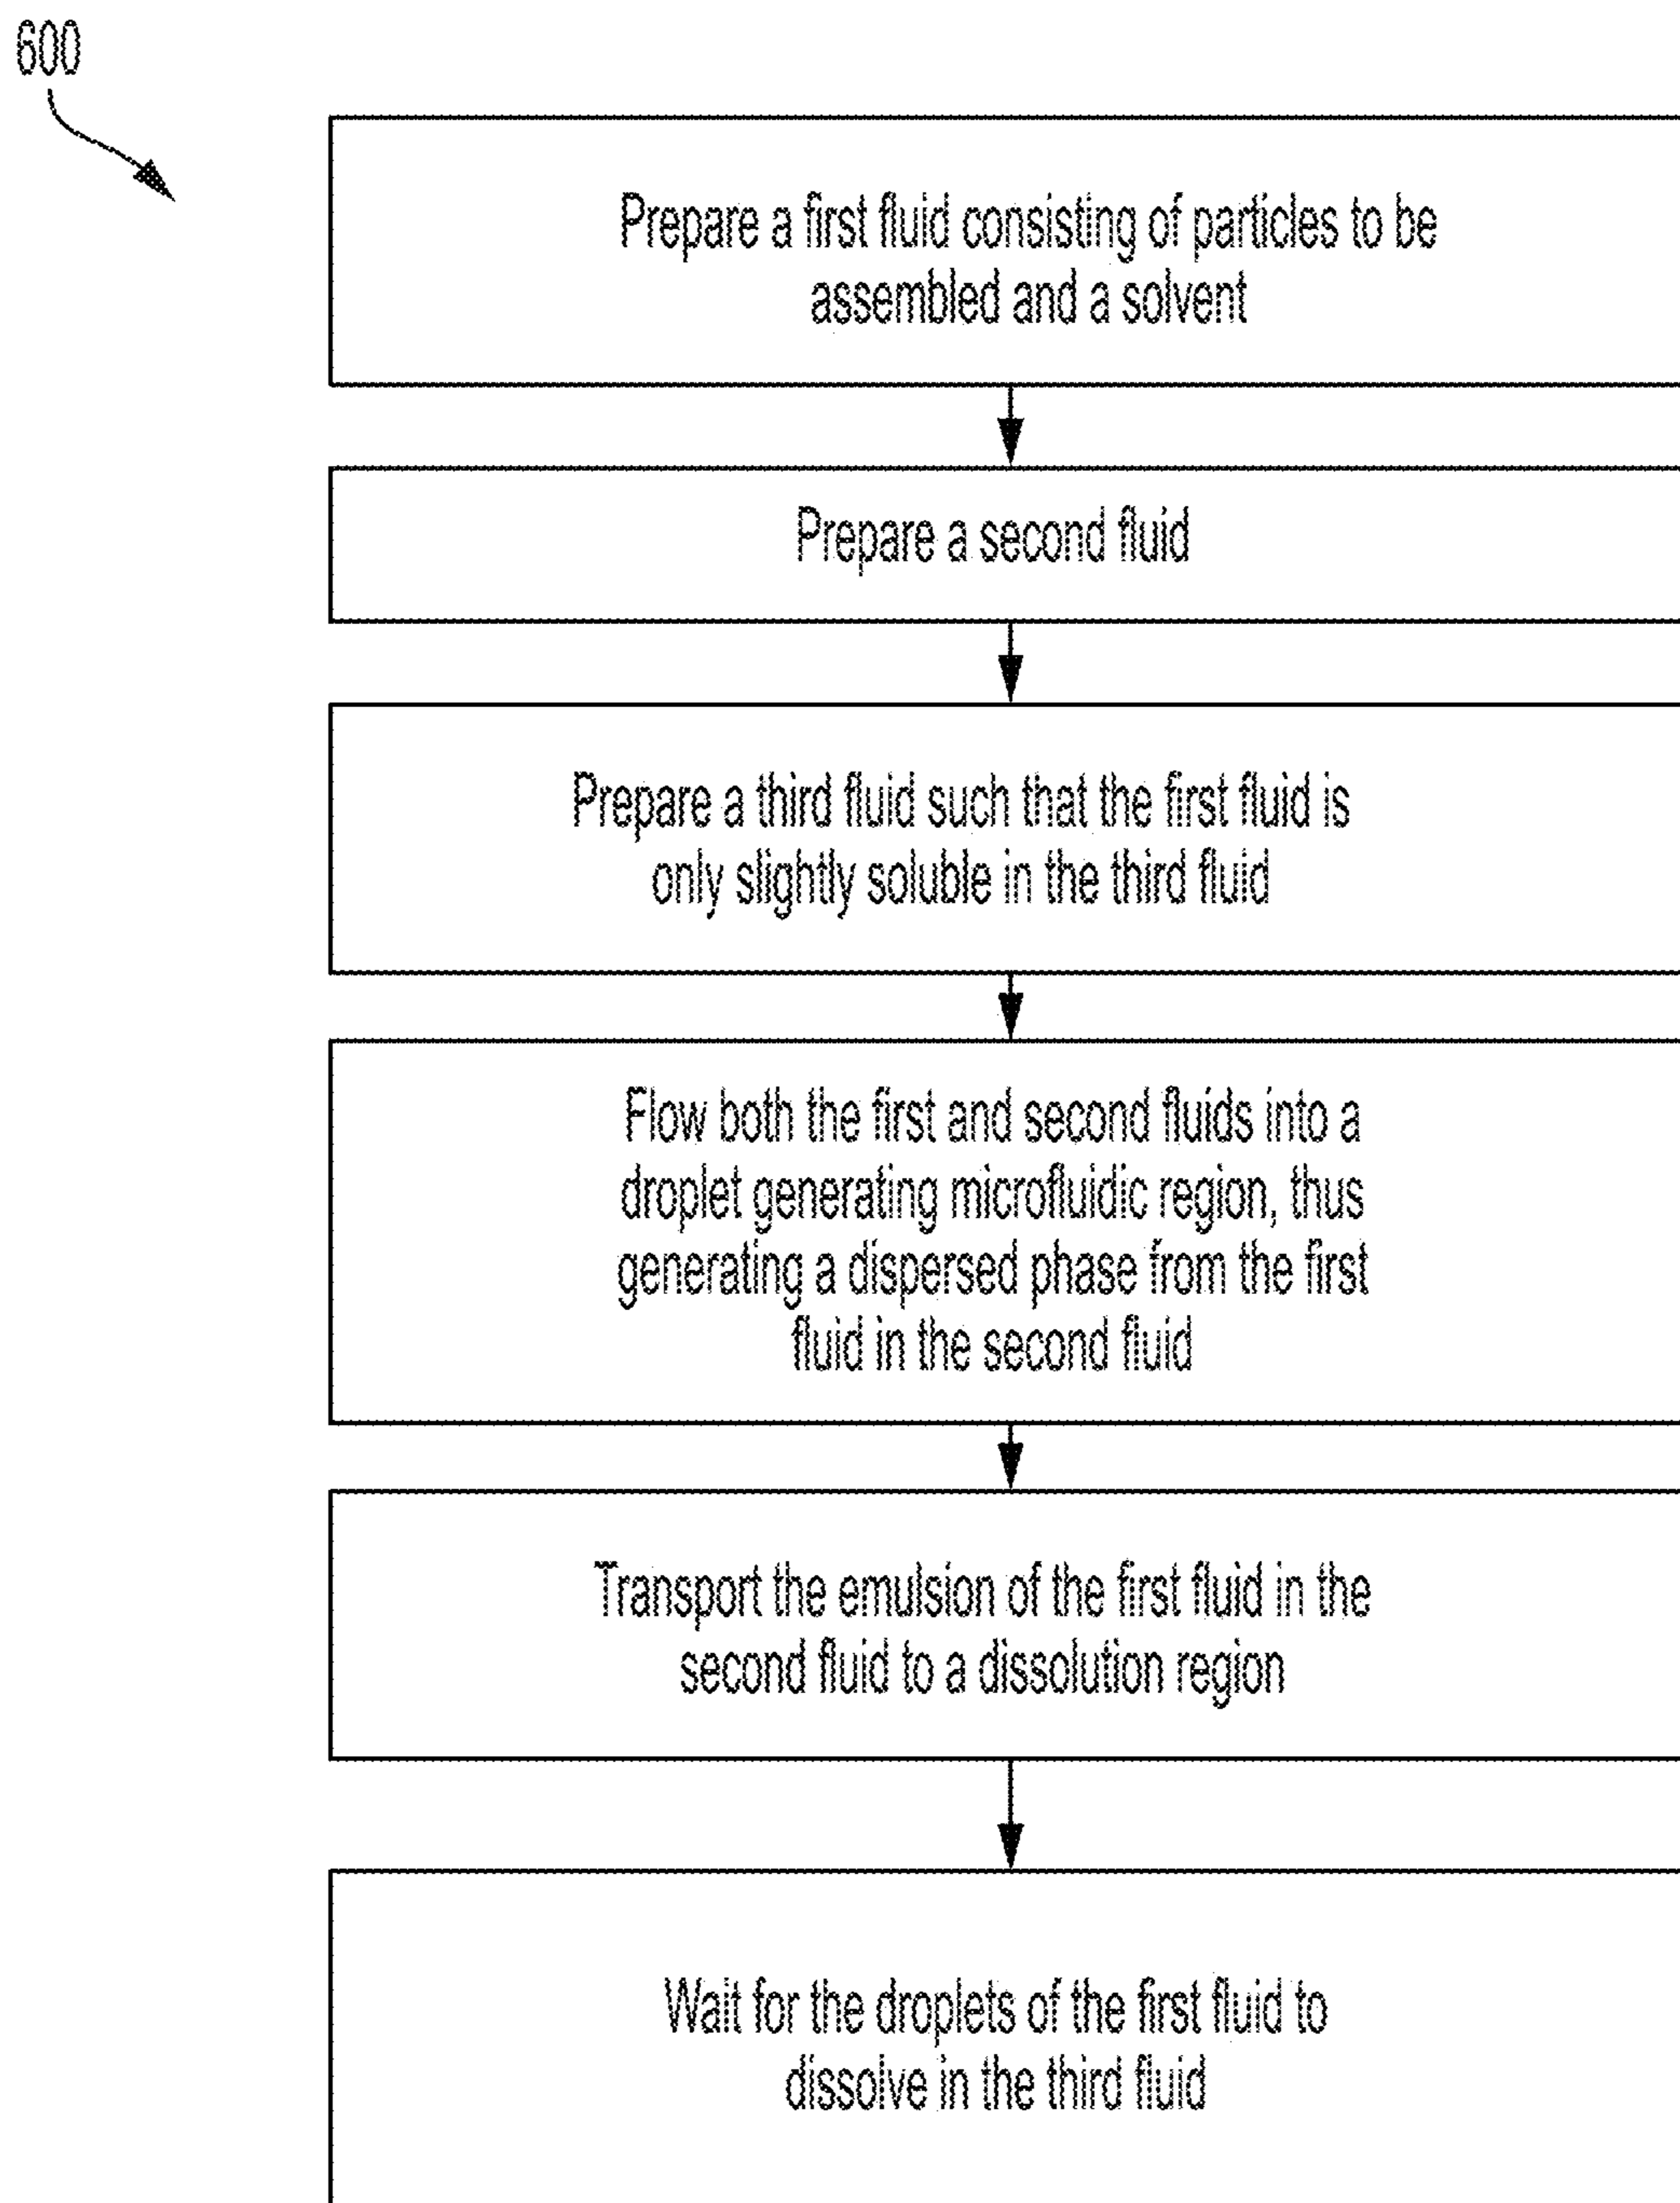 600
Prepare a first fluid consisting of particles to be
assembled and a solvent
Prepare a second fluid
Prepare a third fluid such that the first fluid is
only slightly soluble in the third fluid
Flow both the first and second fluids into a
droplet generating microfluidic region, thus
generating a dispersed phase from the first
fluid in the second fluid
Transport the emulsion of the first fluid in the
second fluid to a dissolution region
Wait for the droplets of the first fluid to
dissolve in the third fluid